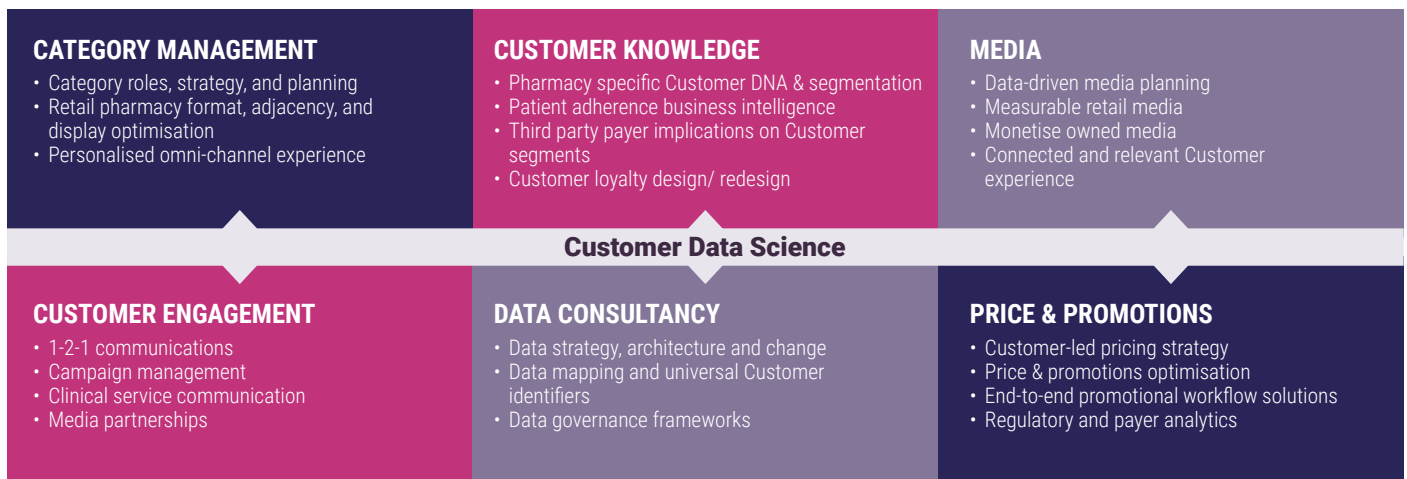 CATEGORY MANAGEMENT
• Category roles, strategy, and planning
• Retail pharmacy format, adjacency, and
display optimisation
• Personalised omni-channel experience
CUSTOMER KNOWLEDGE
• Pharmacy specific Customer DNA & segmentation
• Patient adherence business intelligence
• Third party payer implications on Customer
segments
• Customer loyalty design/ redesign
MEDIA
• Data-driven media planning
• Measurable retail media
• Monetise owned media
• Connected and relevant Customer
experience
Customer Data Science
CUSTOMER ENGAGEMENT
• 1-2-1 communications
• Campaign management
• Clinical service communication
• Media partnerships
DATA CONSULTANCY
• Data strategy, architecture and change
• Data mapping and universal Customer
identifiers
• Data governance frameworks
PRICE & PROMOTIONS
• Customer-led pricing strategy
• Price & promotions optimisation
• End-to-end promotional workflow solutions
• Regulatory and payer analytics